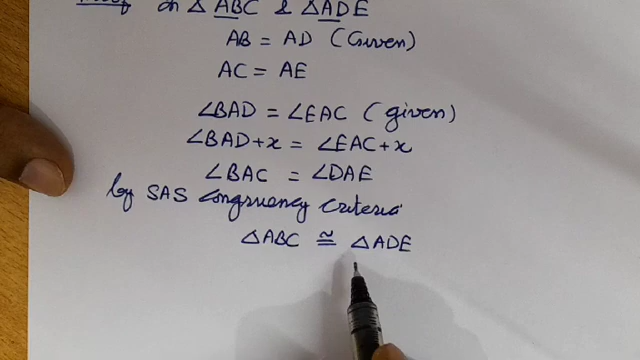 Proof In △ ABC & △ADE
AB = AD (Given)
AC = AE
∠BAD = ∠EAC (given)
∠BAD+x = ∠EAC+x
∠BAC = ∠DAE
by SAS Congruency Criteria
△ABC ≅ △ADE